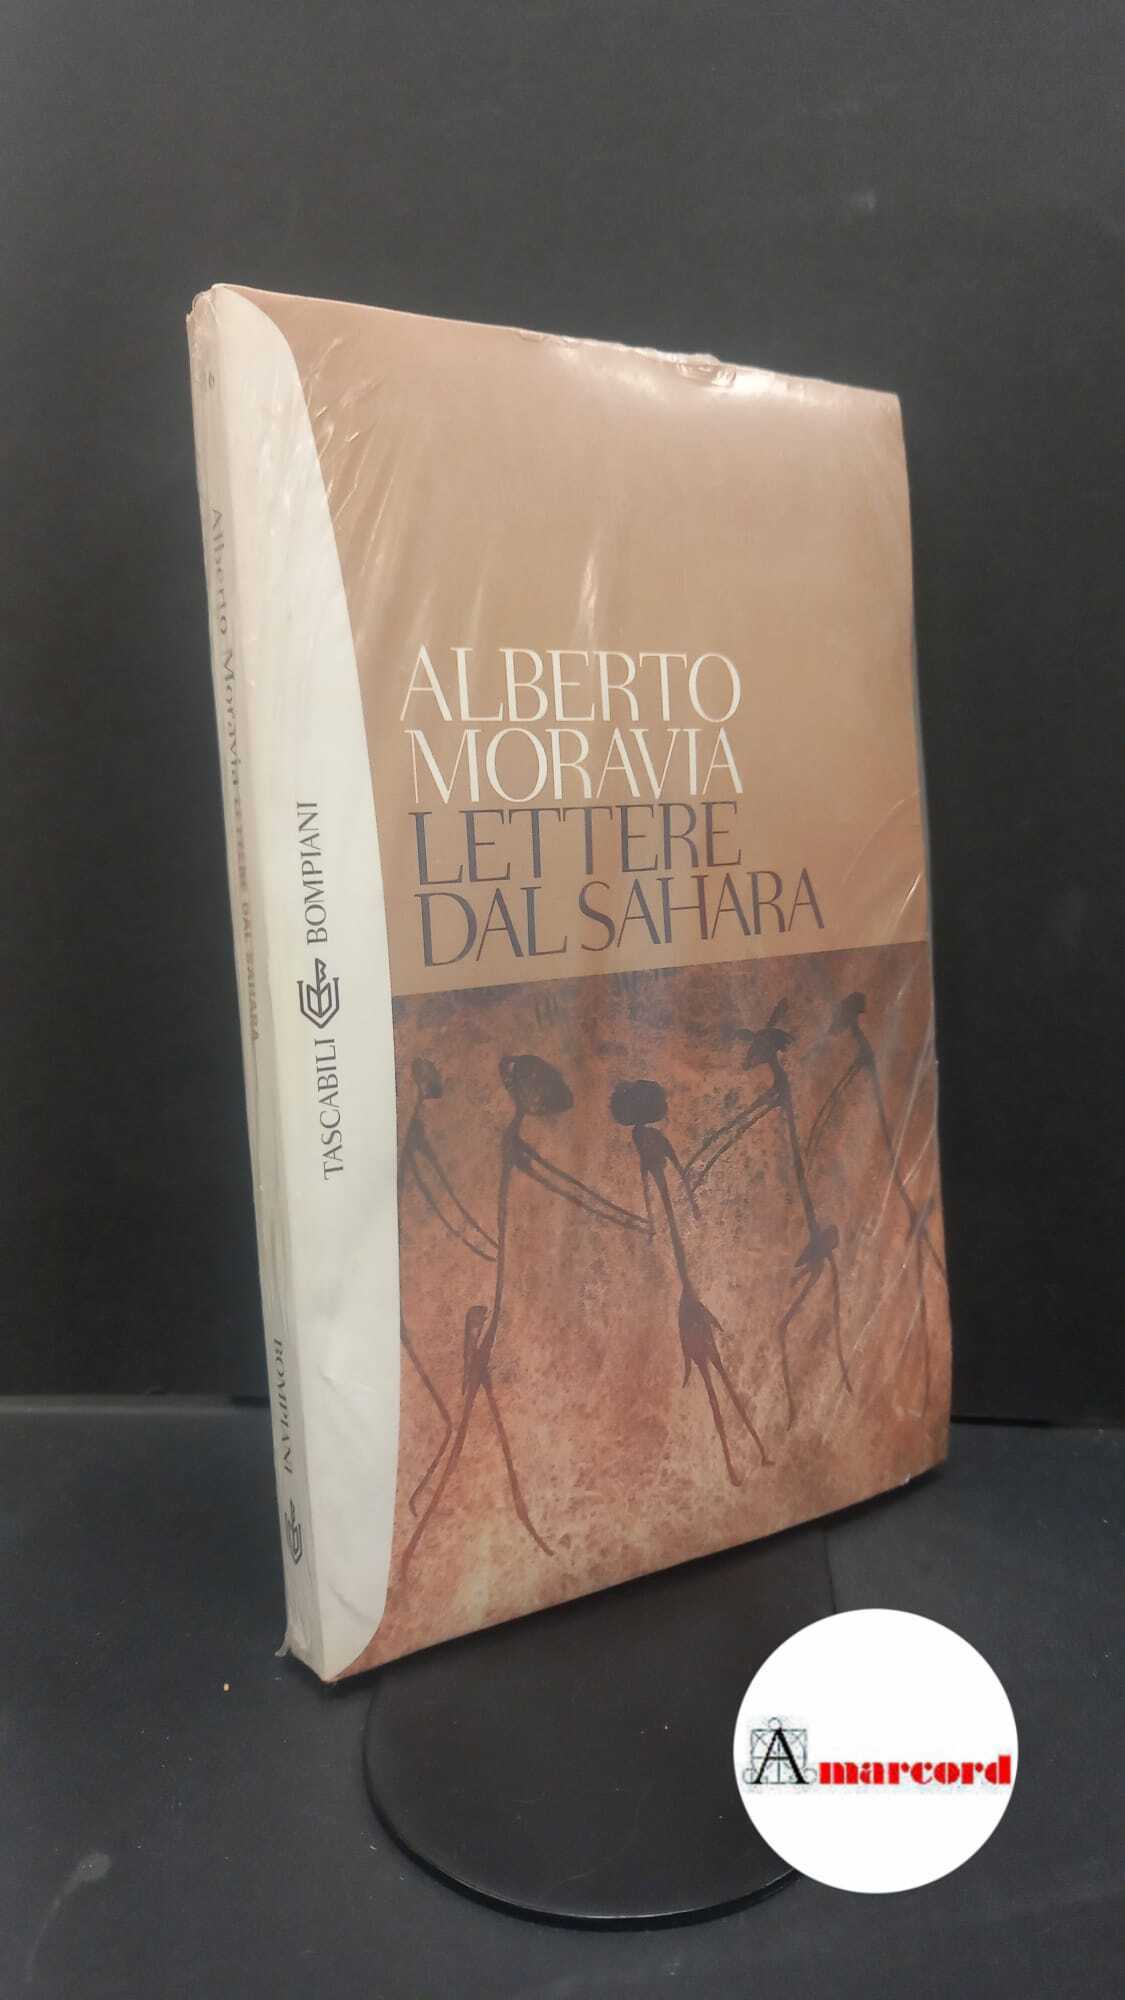 ALBERTO
MORAVIA
LETTERE
DAL SAHARA
TASCABILI BOMPIANI
Alberto Moravia LETTERE DAL SAHARA
BOMPIANI
Amarcord